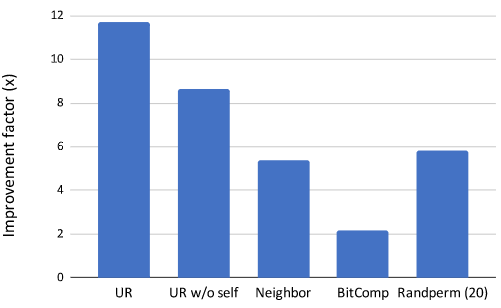 Improvement factor (x)
12
10
8
6
4
2
0
UR
UR w/o self
Neighbor
BitComp
Randperm (20)